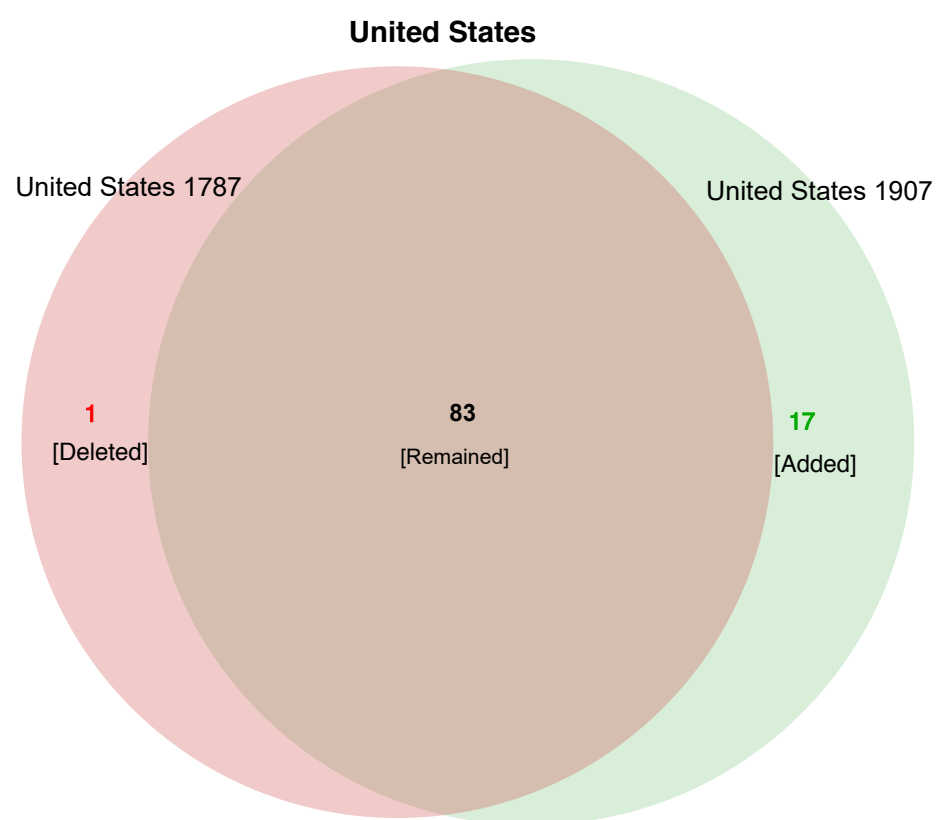 United States
United States 1787
United States 1907
1
83
17
[Deleted]
[Remained]
[Added]